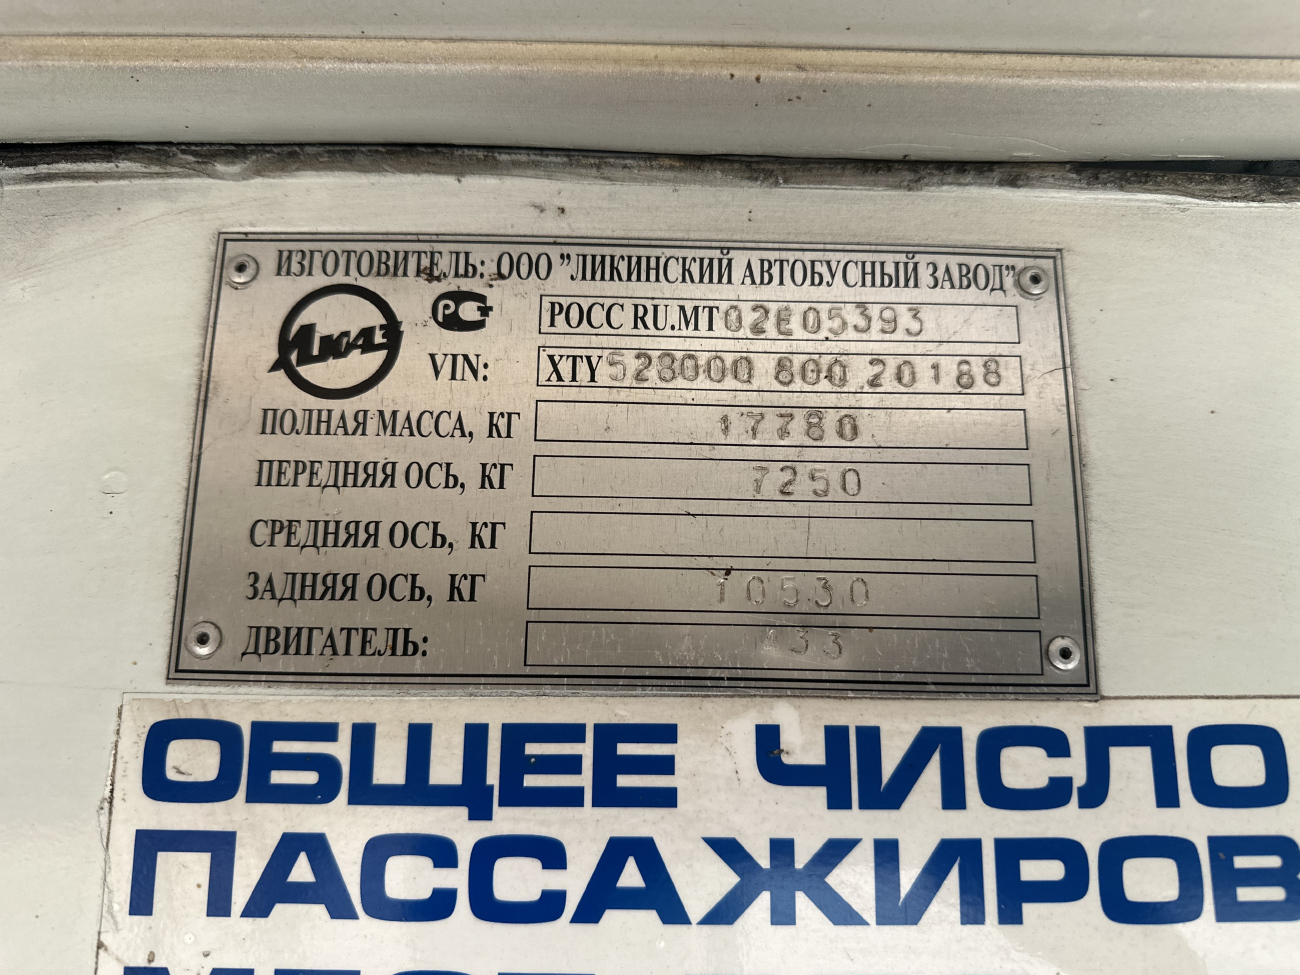 ИЗГОТОВИТЕЛЬ: ООО "ЛИКИНСКИЙ АВТОБУСНЫЙ ЗАВОД"
ЛИАЗ РСТ РОСС RU.МТ02Е05393
VIN: XTY528000 800 20188
ПОЛНАЯ МАССА, КГ 17780
ПЕРЕДНЯЯ ОСЬ, КГ 7250
СРЕДНЯЯ ОСЬ, КГ
ЗАДНЯЯ ОСЬ, КГ 10530
ДВИГАТЕЛЬ:
ОБЩЕЕ ЧИСЛО
ПАССАЖИРОВ